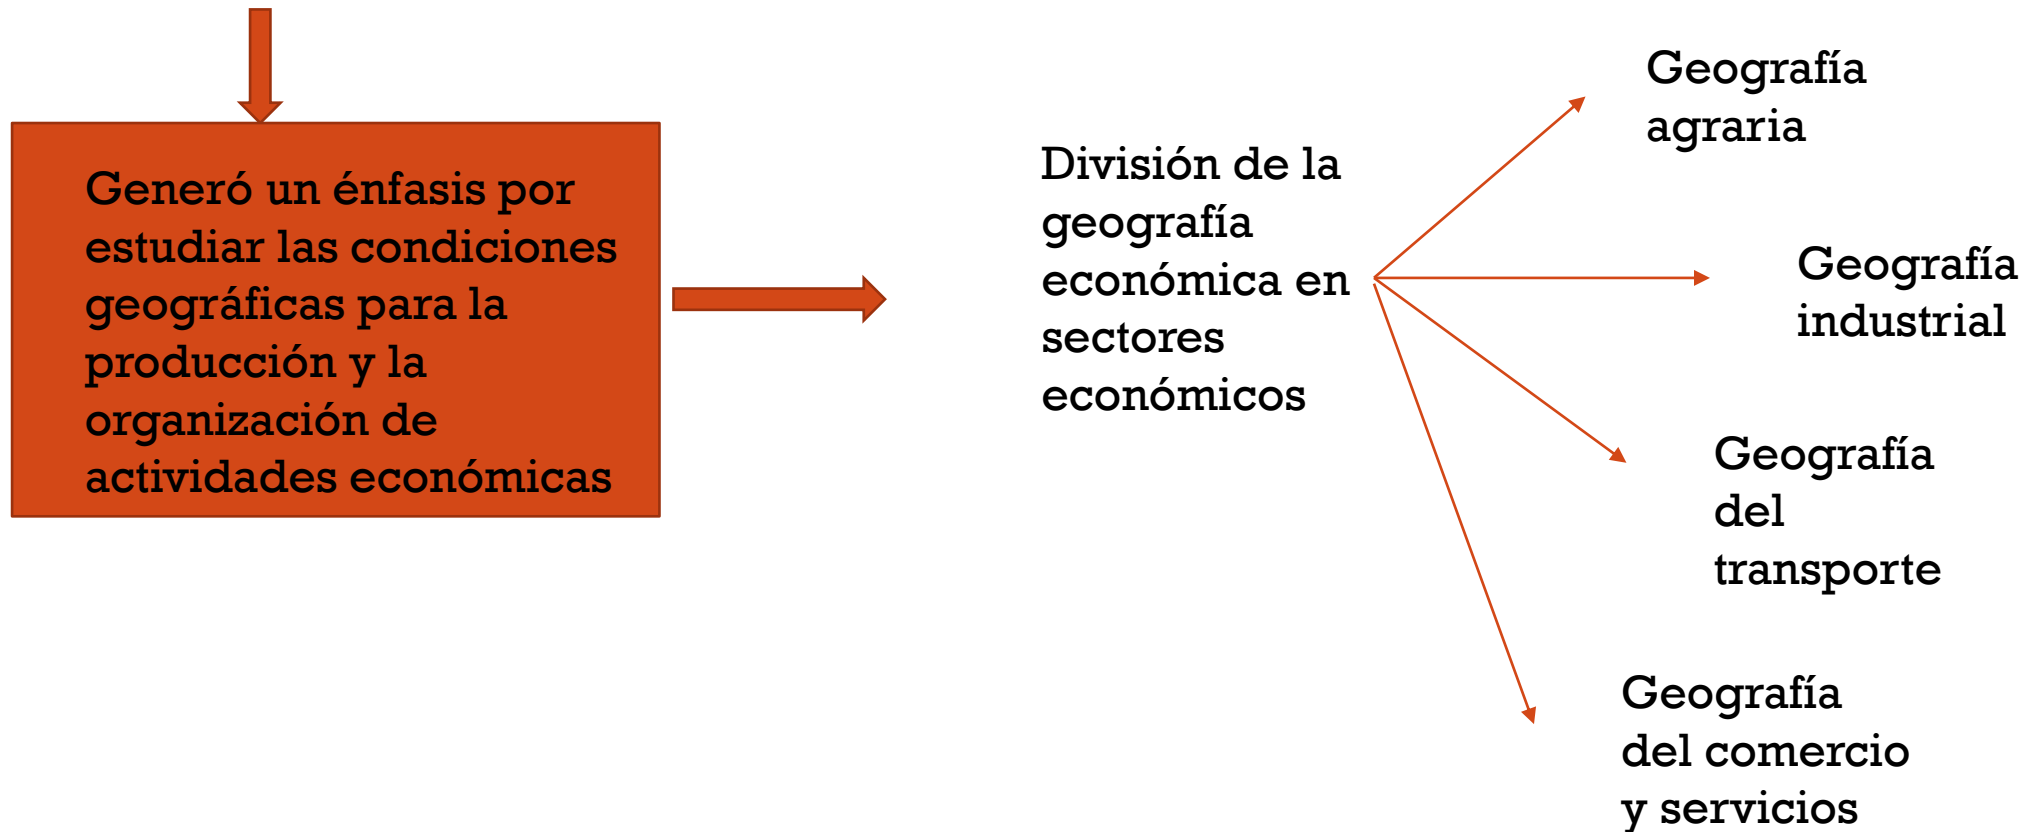 Generó un énfasis por
estudiar las condiciones
geográficas para la
producción y la
organización de
actividades económicas
División de la
geografía
económica en
sectores
económicos
Geografía
agraria
Geografía
industrial
Geografía
del
transporte
Geografía
del comercio
y servicios